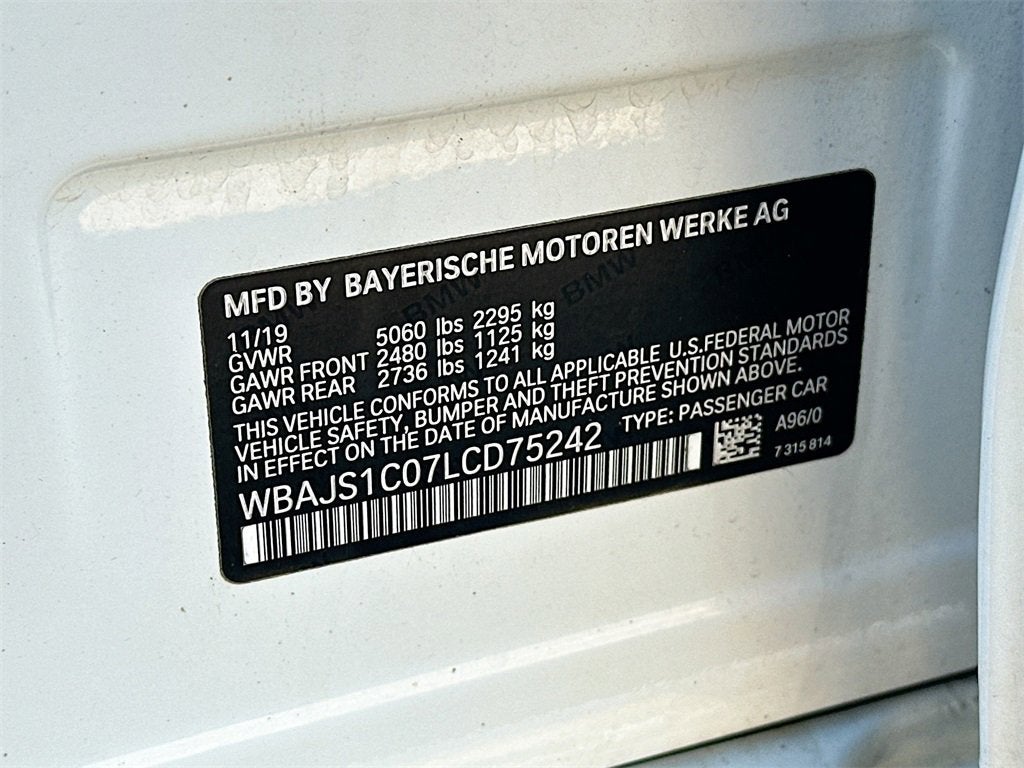 MFD BY BAYERISCHE MOTOREN WERKE AG
11/19
GVWR 5060 lbs 2295 kg
GAWR FRONT 2480 lbs 1125 kg
GAWR REAR 2736 lbs 1241 kg
THIS VEHICLE CONFORMS TO ALL APPLICABLE U.S.FEDERAL MOTOR
VEHICLE SAFETY, BUMPER AND THEFT PREVENTION STANDARDS
IN EFFECT ON THE DATE OF MANUFACTURE SHOWN ABOVE.
WBAJS1C07LCD75242 TYPE: PASSENGER CAR
A96/0
7 315 814
BMW
BMW
BMW